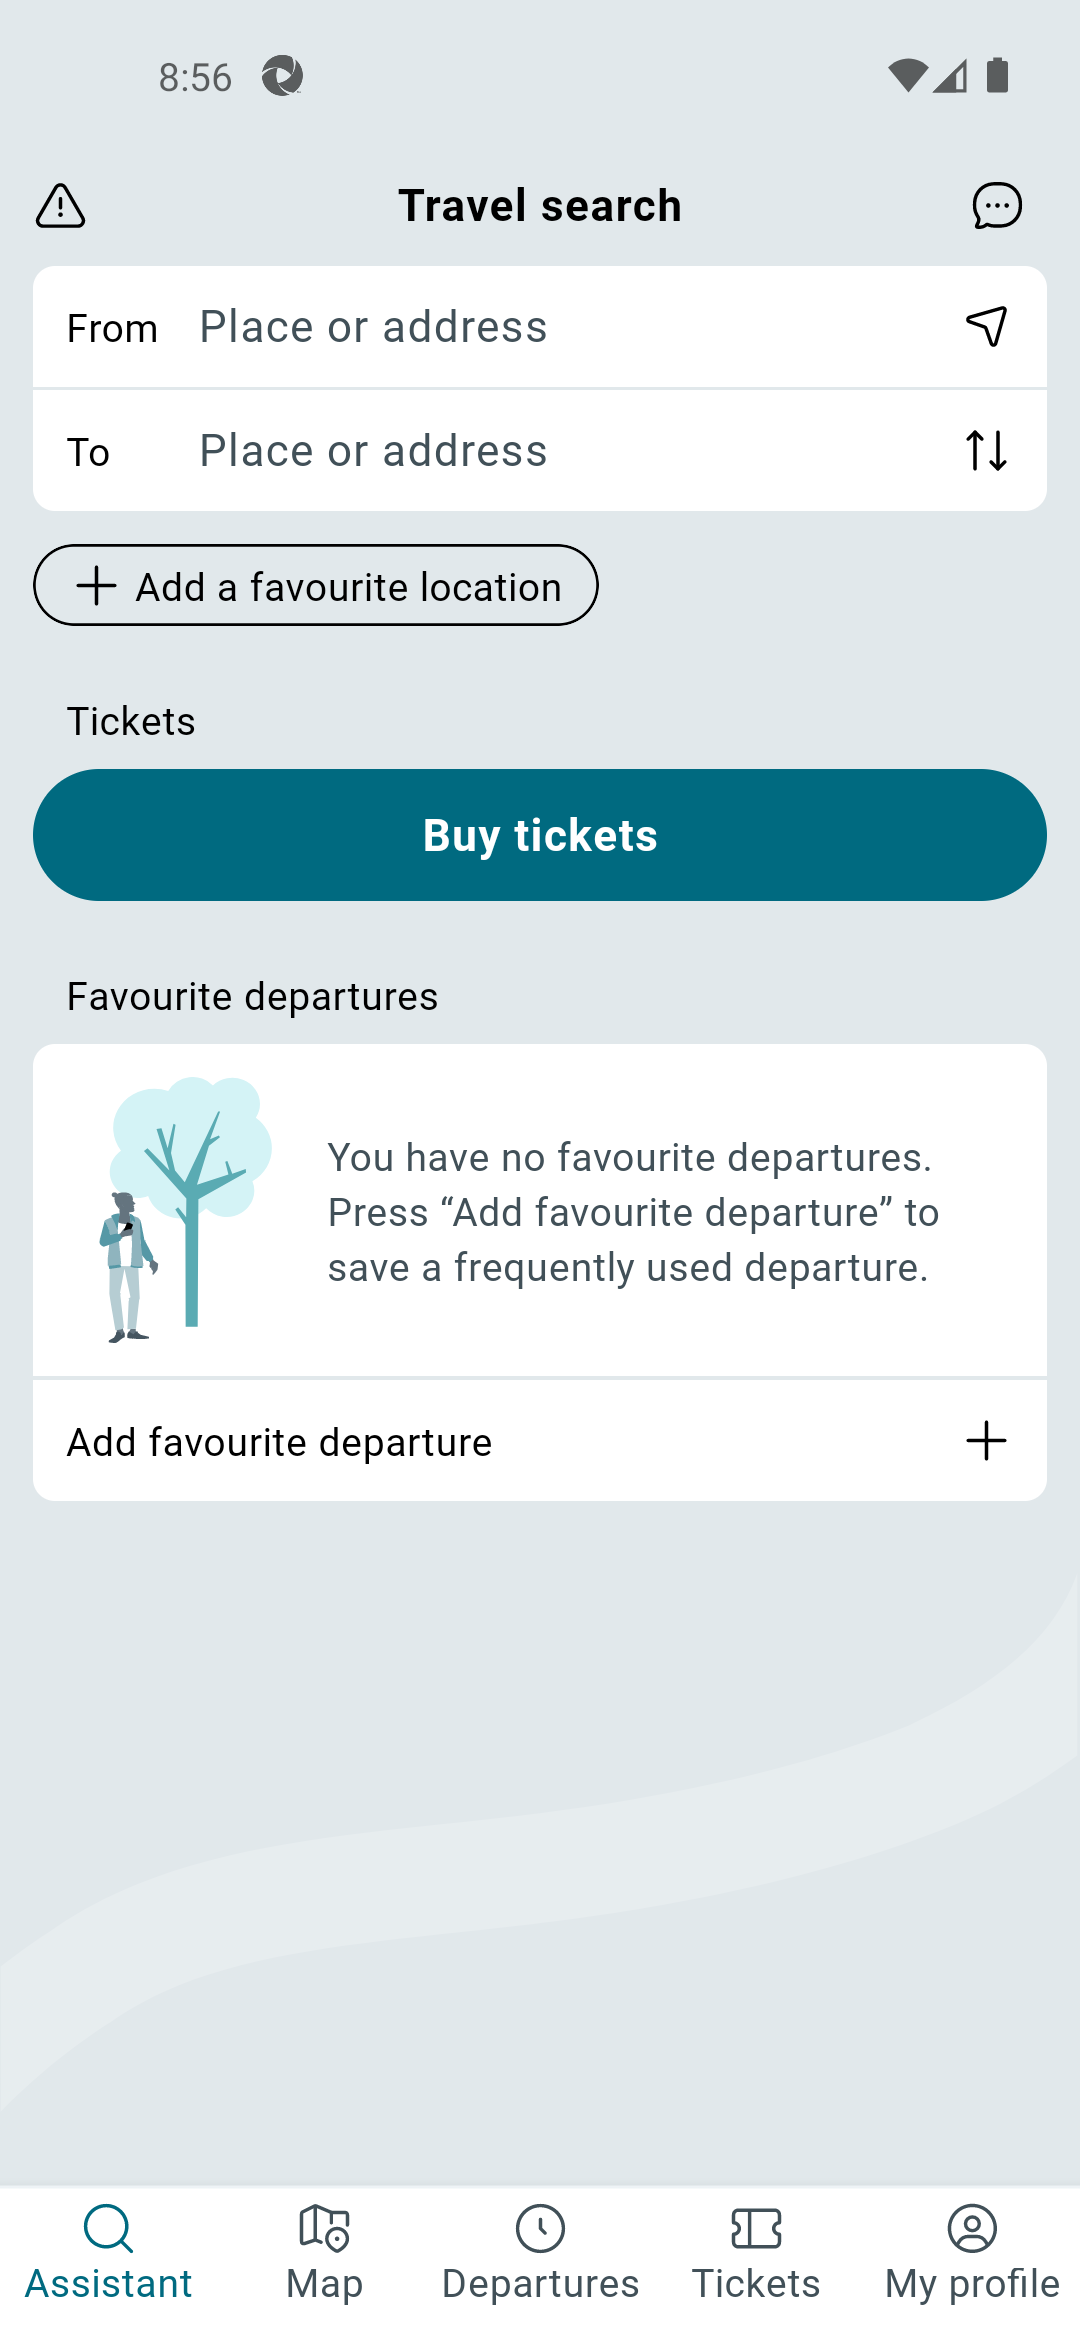 8:56
Travel search
From Place or address
To Place or address
Add a favourite location
Tickets
Buy tickets
Favourite departures
You have no favourite departures.
Press “Add favourite departure” to
save a frequently used departure.
Add favourite departure
Assistant Map Departures Tickets My profile